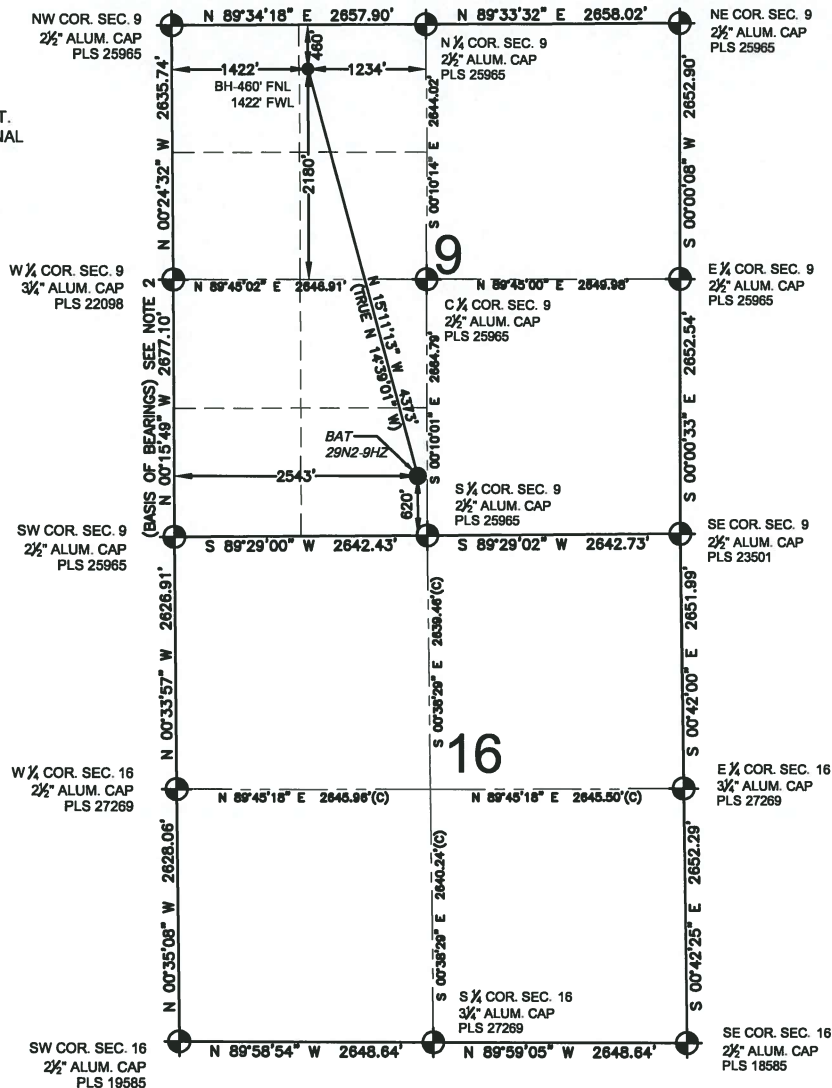 NW COR. SEC. 9
2½" ALUM. CAP
PLS 25965
N 89°34'18" E 2657.90'
N 89°33'32" E 2658.02'
NE COR. SEC. 9
2½" ALUM. CAP
PLS 25965
460'
N ¼ COR. SEC. 9
2½" ALUM. CAP
PLS 25965
1422'
1234'
BH-460' FNL
1422' FWL
T.
NAL
N 00°24'32" W 2635.74'
2180'
S 00°10'14" E 2644.02'
S 00°00'08" W 2652.90'
9
W ¼ COR. SEC. 9
3¼" ALUM. CAP
PLS 22098
N 89°45'02" E 2646.91'
N 89°45'00" E 2649.98'
E ¼ COR. SEC. 9
2½" ALUM. CAP
PLS 25965
C ¼ COR. SEC. 9
2½" ALUM. CAP
PLS 25965
(BASIS OF BEARINGS) SEE NOTE 2
N 00°15'49" W 2677.10'
N 15°11'13" W 4373'
(TRUE N 14°39'01" W)
S 00°10'01" E 2664.79'
S 00°00'33" E 2652.54'
BAT
29N2-9HZ
2543'
620'
S ¼ COR. SEC. 9
2½" ALUM. CAP
PLS 25965
SW COR. SEC. 9
2½" ALUM. CAP
PLS 25965
S 89°29'00" W 2642.43'
S 89°29'02" W 2642.73'
SE COR. SEC. 9
2½" ALUM. CAP
PLS 23501
N 00°33'57" W 2626.91'
S 00°38'29" E 2639.46'(C)
S 00°42'00" E 2651.99'
16
W ¼ COR. SEC. 16
2½" ALUM. CAP
PLS 27269
N 89°45'18" E 2645.96'(C)
N 89°45'18" E 2645.50'(C)
E ¼ COR. SEC. 16
3¼" ALUM. CAP
PLS 27269
N 00°35'08" W 2628.06'
S 00°38'29" E 2640.24'(C)
S 00°42'25" E 2652.29'
S ¼ COR. SEC. 16
3¼" ALUM. CAP
PLS 27269
SW COR. SEC. 16
2½" ALUM. CAP
PLS 19585
N 89°58'54" W 2648.64'
N 89°59'05" W 2648.64'
SE COR. SEC. 16
2½" ALUM. CAP
PLS 18585